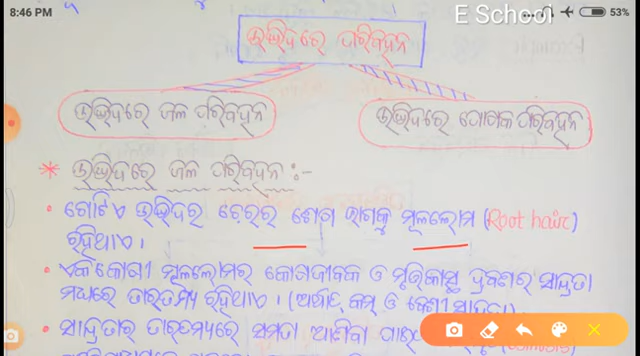 8:46 PM
E School
53%
ଉଦ୍ଭିଦରେ ପରିବହନ
ଉଦ୍ଭିଦରେ ଜଳ ପରିବହନ
ଉଦ୍ଭିଦରେ ପୋଷକ ପରିବହନ
* ଉଦ୍ଭିଦରେ ଜଳ ପରିବହନ :-
• ଗୋଟିଏ ଉଦ୍ଭିଦର ଚେରର ଶେଷ ଭାଗକୁ ମୂଳଲୋମ (Root hair)
ରହିଥାଏ ।
• ଏକକୋଷୀ ମୂଳଲୋମର କୋଷଜୀବକ ଓ ମୃତ୍ତିକାସ୍ଥ ଦ୍ରବଣର ସାନ୍ଦ୍ରତା
ମଧ୍ୟରେ ତାରତମ୍ୟ ରହିଥାଏ । (ଅର୍ଥାତ୍ କମ୍ ଓ ବେଶୀ ସାନ୍ଦ୍ରତା)
• ସାନ୍ଦ୍ରତାର ତାରତମ୍ୟରେ ସମତା ଆଣିବା ପାଇଁ